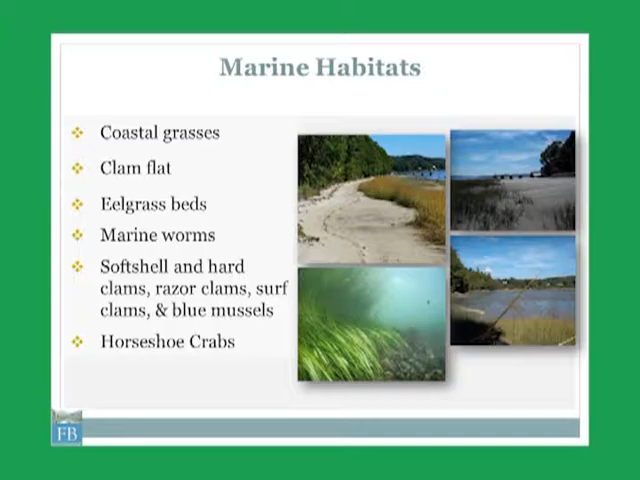 Marine Habitats
Coastal grasses
Clam flat
Eelgrass beds
Marine worms
Softshell and hard
clams, razor clams, surf
clams, & blue mussels
Horseshoe Crabs
FB